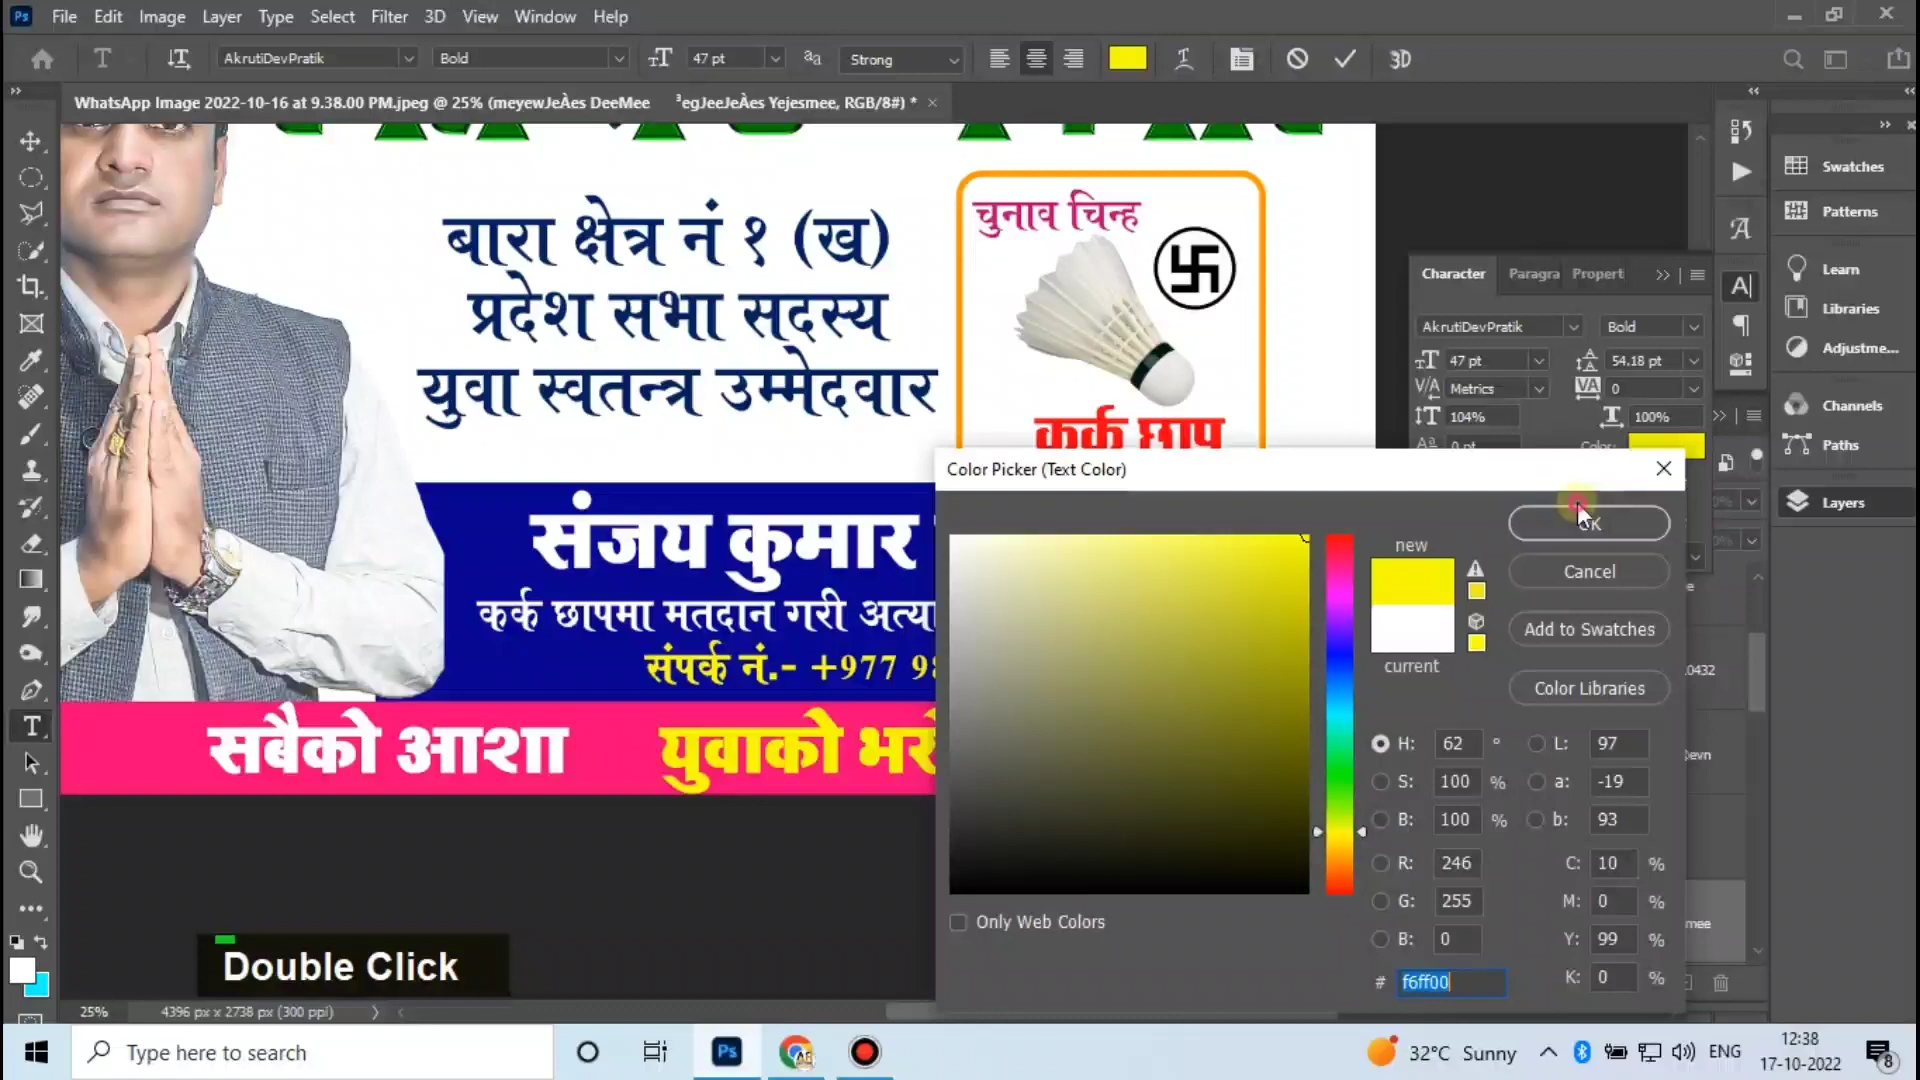 Ps File Edit Image Layer Type Select Filter 3D View Window Help
T AkrutiDevPratik Bold 47 pt aa Strong 3D
WhatsApp Image 2022-10-16 at 9.38.00 PM.jpeg @ 25% (meyewJeÀes DeeMee ³egJeeJeÀes Yejesmee, RGB/8#) *
बारा क्षेत्र नं १ (ख)
प्रदेश सभा सदस्य
युवा स्वतन्त्र उम्मेदवार
चुनाव चिन्ह
कर्क छाप
संजय कुमार
कर्क छापमा मतदान गरी
संपर्क नं.- +977
सबैको आशा युवाको
Character Paragra Propert
AkrutiDevPratik Bold
47 pt 54.18 pt
Metrics 0
104% 100%
0 pt Color:
Swatches
Patterns
Learn
Libraries
Adjustme...
Channels
Paths
Layers
Color Picker (Text Color)
new
current
Cancel
Add to Swatches
Color Libraries
H: 62 ° L: 97
S: 100 % a: -19
B: 100 % b: 93
R: 246 C: 10 %
G: 255 M: 0 %
B: 0 Y: 99 %
# f6ff00 K: 0 %
Only Web Colors
Double Click
25% 4396 px x 2738 px (300 ppi)
Type here to search
Ps
32°C Sunny
ENG
12:38
17-10-2022
8